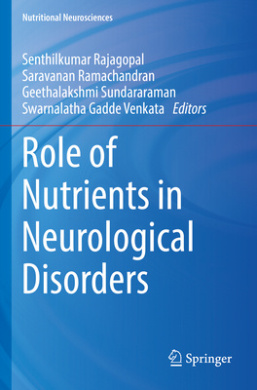 Nutritional Neurosciences
Senthilkumar Rajagopal
Saravanan Ramachandran
Geethalakshmi Sundararaman
Swarnalatha Gadde Venkata Editors
Role of
Nutrients in
Neurological
Disorders
Springer